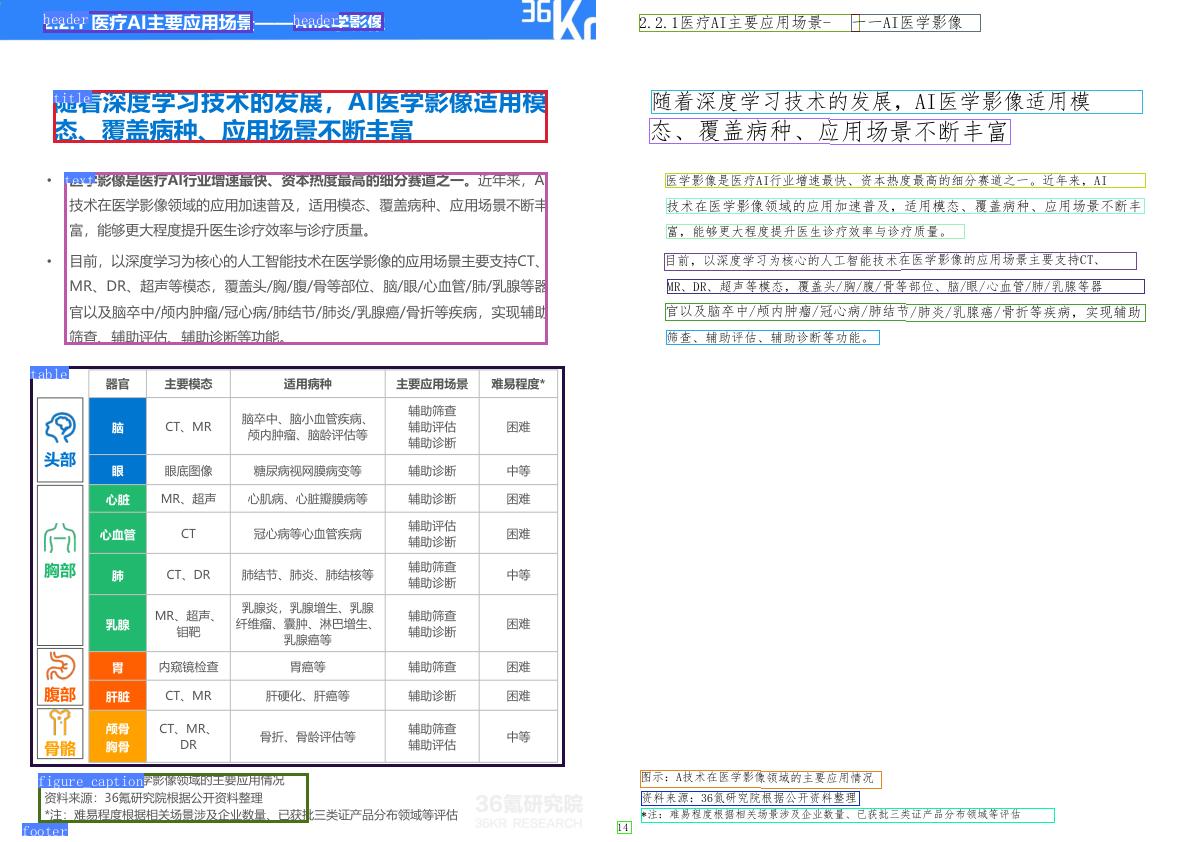 header
header
2.2.1 医疗AI主要应用场景——AI医学影像
36Kr
title
随着深度学习技术的发展，AI医学影像适用模
态、覆盖病种、应用场景不断丰富
text
• 医学影像是医疗AI行业增速最快、资本热度最高的细分赛道之一。近年来，A
技术在医学影像领域的应用加速普及，适用模态、覆盖病种、应用场景不断丰
富，能够更大程度提升医生诊疗效率与诊疗质量。
• 目前，以深度学习为核心的人工智能技术在医学影像的应用场景主要支持CT、
MR、DR、超声等模态，覆盖头/胸/腹/骨等部位、脑/眼/心血管/肺/乳腺等器
官以及脑卒中/颅内肿瘤/冠心病/肺结节/肺炎/乳腺癌/骨折等疾病，实现辅助
筛查、辅助评估、辅助诊断等功能。
table
器官 主要模态 适用病种 主要应用场景 难易程度*
头部
脑 CT、MR 脑卒中、脑小血管疾病、颅内肿瘤、脑龄评估等 辅助筛查 辅助评估 辅助诊断 困难
眼 眼底图像 糖尿病视网膜病变等 辅助诊断 中等
胸部
心脏 MR、超声 心肌病、心脏瓣膜病等 辅助诊断 困难
心血管 CT 冠心病等心血管疾病 辅助评估 辅助诊断 困难
肺 CT、DR 肺结节、肺炎、肺结核等 辅助筛查 辅助诊断 中等
乳腺 MR、超声、钼靶 乳腺炎，乳腺增生、乳腺纤维瘤、囊肿、淋巴增生、乳腺癌等 辅助筛查 辅助诊断 困难
腹部
胃 内窥镜检查 胃癌等 辅助筛查 困难
肝脏 CT、MR 肝硬化、肝癌等 辅助诊断 困难
骨骼
颅骨 胸骨 CT、MR、DR 骨折、骨龄评估等 辅助筛查 辅助评估 中等
figure caption
学影像领域的主要应用情况
资料来源：36氪研究院根据公开资料整理
*注：难易程度根据相关场景涉及企业数量、已获批三类证产品分布领域等评估
36氪研究院
36KR RESEARCH
footer
2.2.1医疗AI主要应用场景- 十一AI医学影像
随着深度学习技术的发展，AI医学影像适用模
态、覆盖病种、应用场景不断丰富
医学影像是医疗AI行业增速最快、资本热度最高的细分赛道之一。近年来，AI
技术在医学影像领域的应用加速普及，适用模态、覆盖病种、应用场景不断丰
富，能够更大程度提升医生诊疗效率与诊疗质量。
目前，以深度学习为核心的人工智能技术在医学影像的应用场景主要支持CT、
MR、DR、超声等模态，覆盖头/胸/腹/骨等部位、脑/眼/心血管/肺/乳腺等器
官以及脑卒中/颅内肿瘤/冠心病/肺结节/肺炎/乳腺癌/骨折等疾病，实现辅助
筛查、辅助评估、辅助诊断等功能。
图示：A技术在医学影像领域的主要应用情况
资料来源：36氪研究院根据公开资料整理
*注：难易程度根据相关场景涉及企业数量、已获批三类证产品分布领域等评估
14